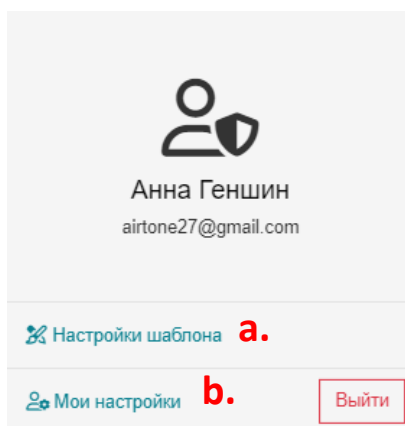 Анна Геншин
airtone27@gmail.com
Настройки шаблона a.
Мои настройки b. Выйти